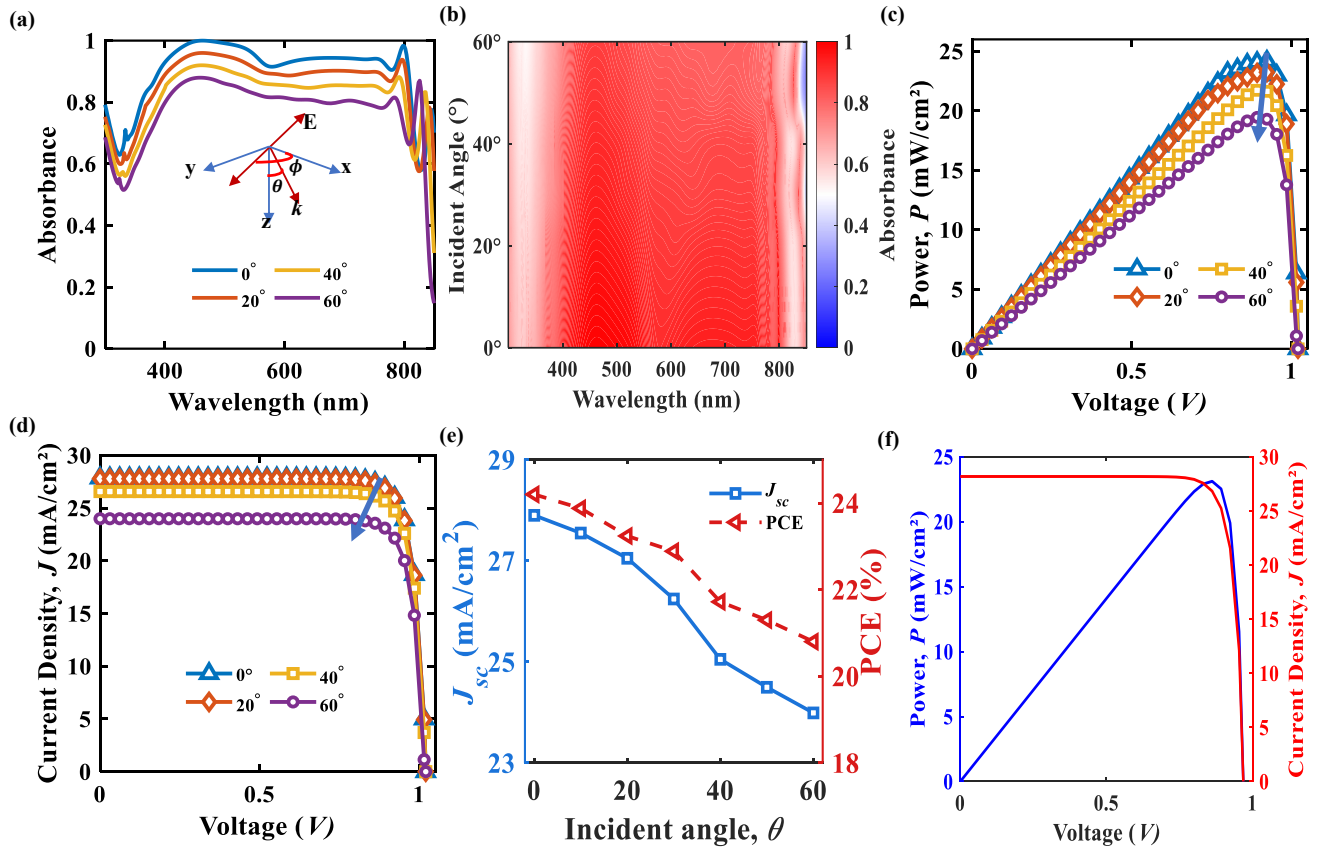 (a)
1
0.8
0.6
0.4
0.2
0
Absorbance
E
y
x
ϕ
θ
k
z
0°
40°
20°
60°
400
600
800
Wavelength (nm)
(b)
60°
40°
20°
0°
Incident Angle (°)
300
400
500
600
700
800
Wavelength (nm)
1
0.8
0.6
0.4
0.2
0
Absorbance
(c)
25
20
15
10
5
0
Power, P (mW/cm²)
0°
40°
20°
60°
0
0.5
1
Voltage (V)
(d)
30
25
20
15
10
5
0
Current Density, J (mA/cm²)
0°
40°
20°
60°
0
0.5
1
Voltage (V)
(e)
29
27
25
23
Jsc (mA/cm²)
Jsc
PCE
24
22
20
18
PCE (%)
0
20
40
60
Incident angle, θ
(f)
25
20
15
10
5
0
Power, P (mW/cm²)
30
25
20
15
10
5
0
Current Density, J (mA/cm²)
0
0.5
1
Voltage (V)